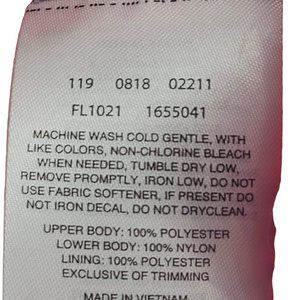 119 0818 02211
FL1021 1655041
MACHINE WASH COLD GENTLE, WITH
LIKE COLORS, NON-CHLORINE BLEACH
WHEN NEEDED, TUMBLE DRY LOW,
REMOVE PROMPTLY, IRON LOW, DO NOT
USE FABRIC SOFTENER, IF PRESENT DO
NOT IRON DECAL, DO NOT DRYCLEAN.
UPPER BODY: 100% POLYESTER
LOWER BODY: 100% NYLON
LINING: 100% POLYESTER
EXCLUSIVE OF TRIMMING
MADE IN VIETNAM